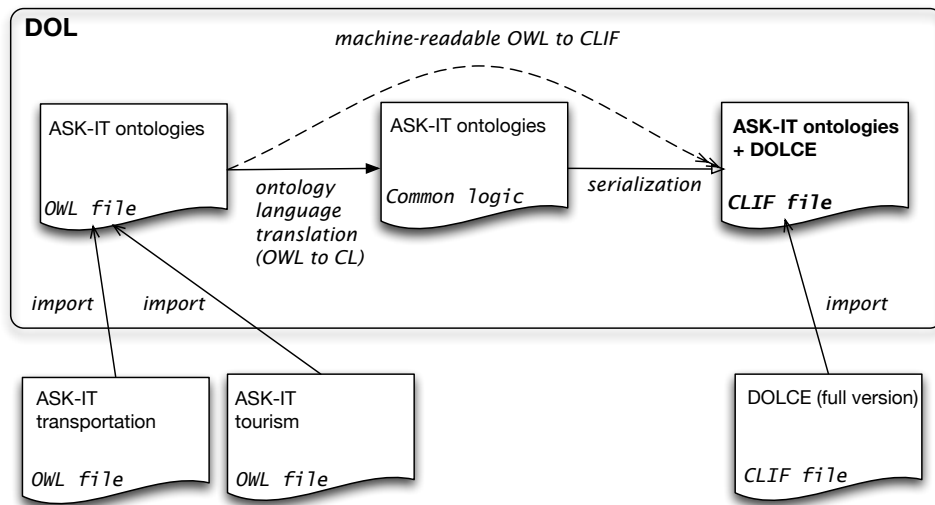 DOL
machine-readable OWL to CLIF
ASK-IT ontologies
OWL file
ontology
language
translation
(OWL to CL)
ASK-IT ontologies
Common logic
serialization
ASK-IT ontologies
+ DOLCE
CLIF file
import
import
import
ASK-IT
transportation
OWL file
ASK-IT
tourism
OWL file
DOLCE (full version)
CLIF file